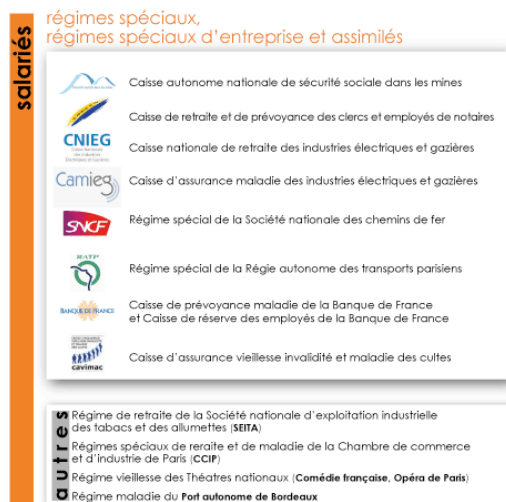 régimes spéciaux,
régimes spéciaux d'entreprise et assimilés
salariés
Caisse autonome nationale de sécurité sociale dans les mines
Caisse de retraite et de prévoyance des clercs et employés de notaires
CNIEG
Caisse nationale de retraite des industries électriques et gazières
Camieg
Caisse d'assurance maladie des industries électriques et gazières
SNCF
Régime spécial de la Société nationale des chemins de fer
RATP
Régime spécial de la Régie autonome des transports parisiens
BANQUE DE FRANCE
Caisse de prévoyance maladie de la Banque de France
et Caisse de réserve des employés de la Banque de France
cavimac
Caisse d'assurance vieillesse invalidité et maladie des cultes
autres
Régime de retraite de la Société nationale d'exploitation industrielle
des tabacs et des allumettes (SEITA)
Régimes spéciaux de reraite et de maladie de la Chambre de commerce
et d'industrie de Paris (CCIP)
Régime vieillesse des Théatres nationaux (Comédie française, Opéra de Paris)
Régime maladie du Port autonome de Bordeaux